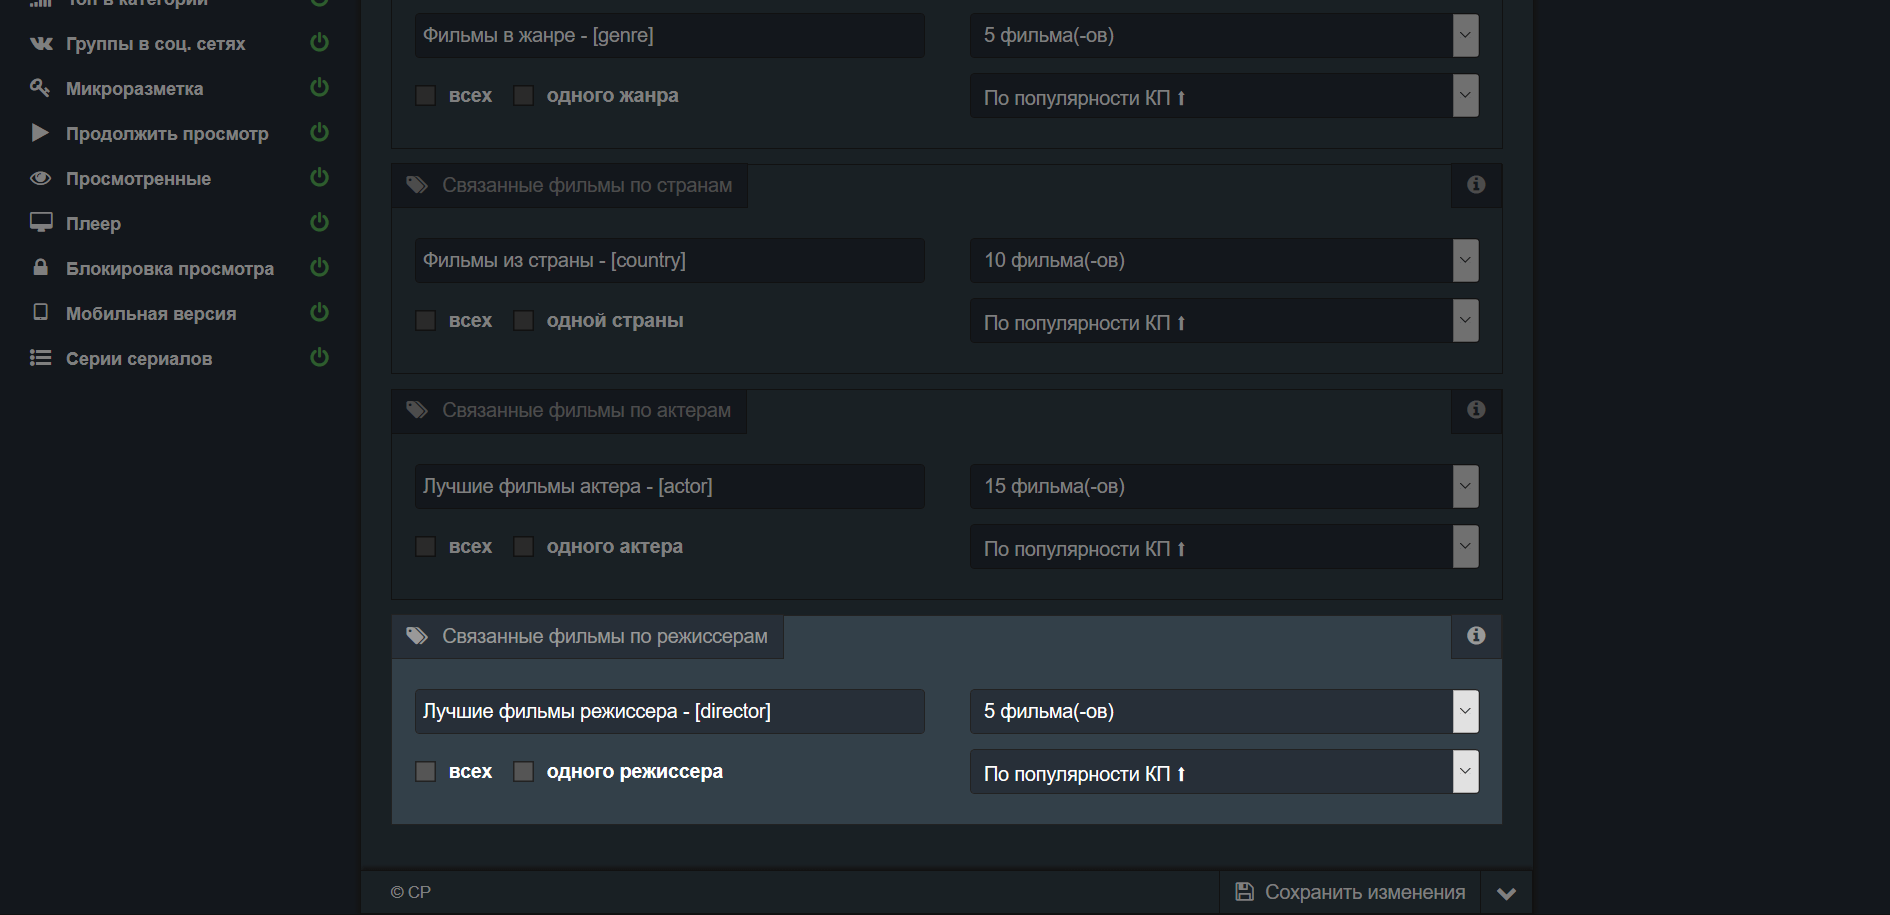 Топ в категории
Группы в соц. сетях
Микроразметка
Продолжить просмотр
Просмотренные
Плеер
Блокировка просмотра
Мобильная версия
Серии сериалов
Фильмы в жанре - [genre]
5 фильма(-ов)
всех одного жанра
По популярности КП ⬆
Связанные фильмы по странам
Фильмы из страны - [country]
10 фильма(-ов)
всех одной страны
По популярности КП ⬆
Связанные фильмы по актерам
Лучшие фильмы актера - [actor]
15 фильма(-ов)
всех одного актера
По популярности КП ⬆
Связанные фильмы по режиссерам
Лучшие фильмы режиссера - [director]
5 фильма(-ов)
всех одного режиссера
По популярности КП ⬆
© CP
Сохранить изменения